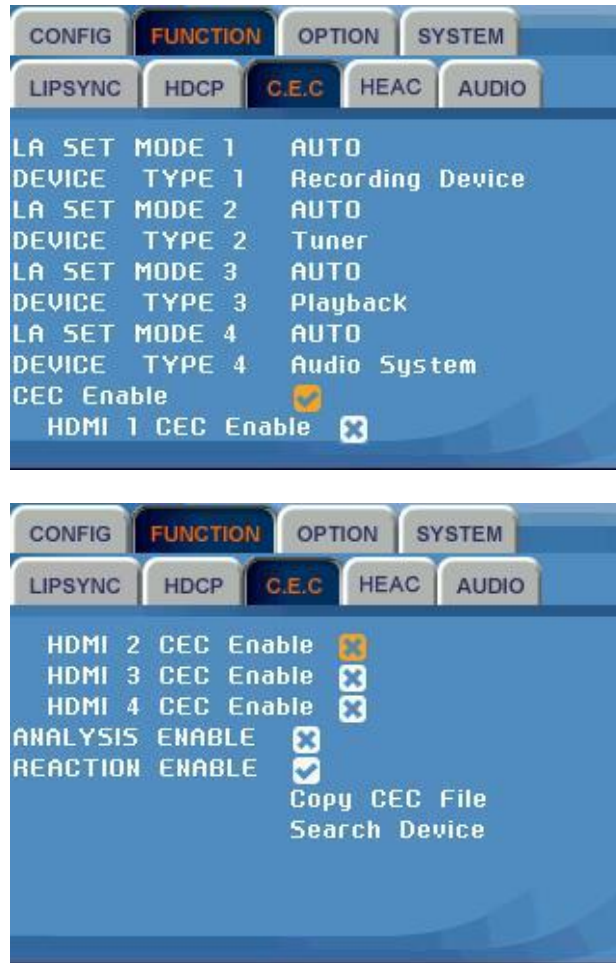 CONFIG FUNCTION OPTION SYSTEM
LIPSYNC HDCP C.E.C HEAC AUDIO
LA SET MODE 1 AUTO
DEVICE TYPE 1 Recording Device
LA SET MODE 2 AUTO
DEVICE TYPE 2 Tuner
LA SET MODE 3 AUTO
DEVICE TYPE 3 Playback
LA SET MODE 4 AUTO
DEVICE TYPE 4 Audio System
CEC Enable
HDMI 1 CEC Enable
CONFIG FUNCTION OPTION SYSTEM
LIPSYNC HDCP C.E.C HEAC AUDIO
HDMI 2 CEC Enable
HDMI 3 CEC Enable
HDMI 4 CEC Enable
ANALYSIS ENABLE
REACTION ENABLE
Copy CEC File
Search Device